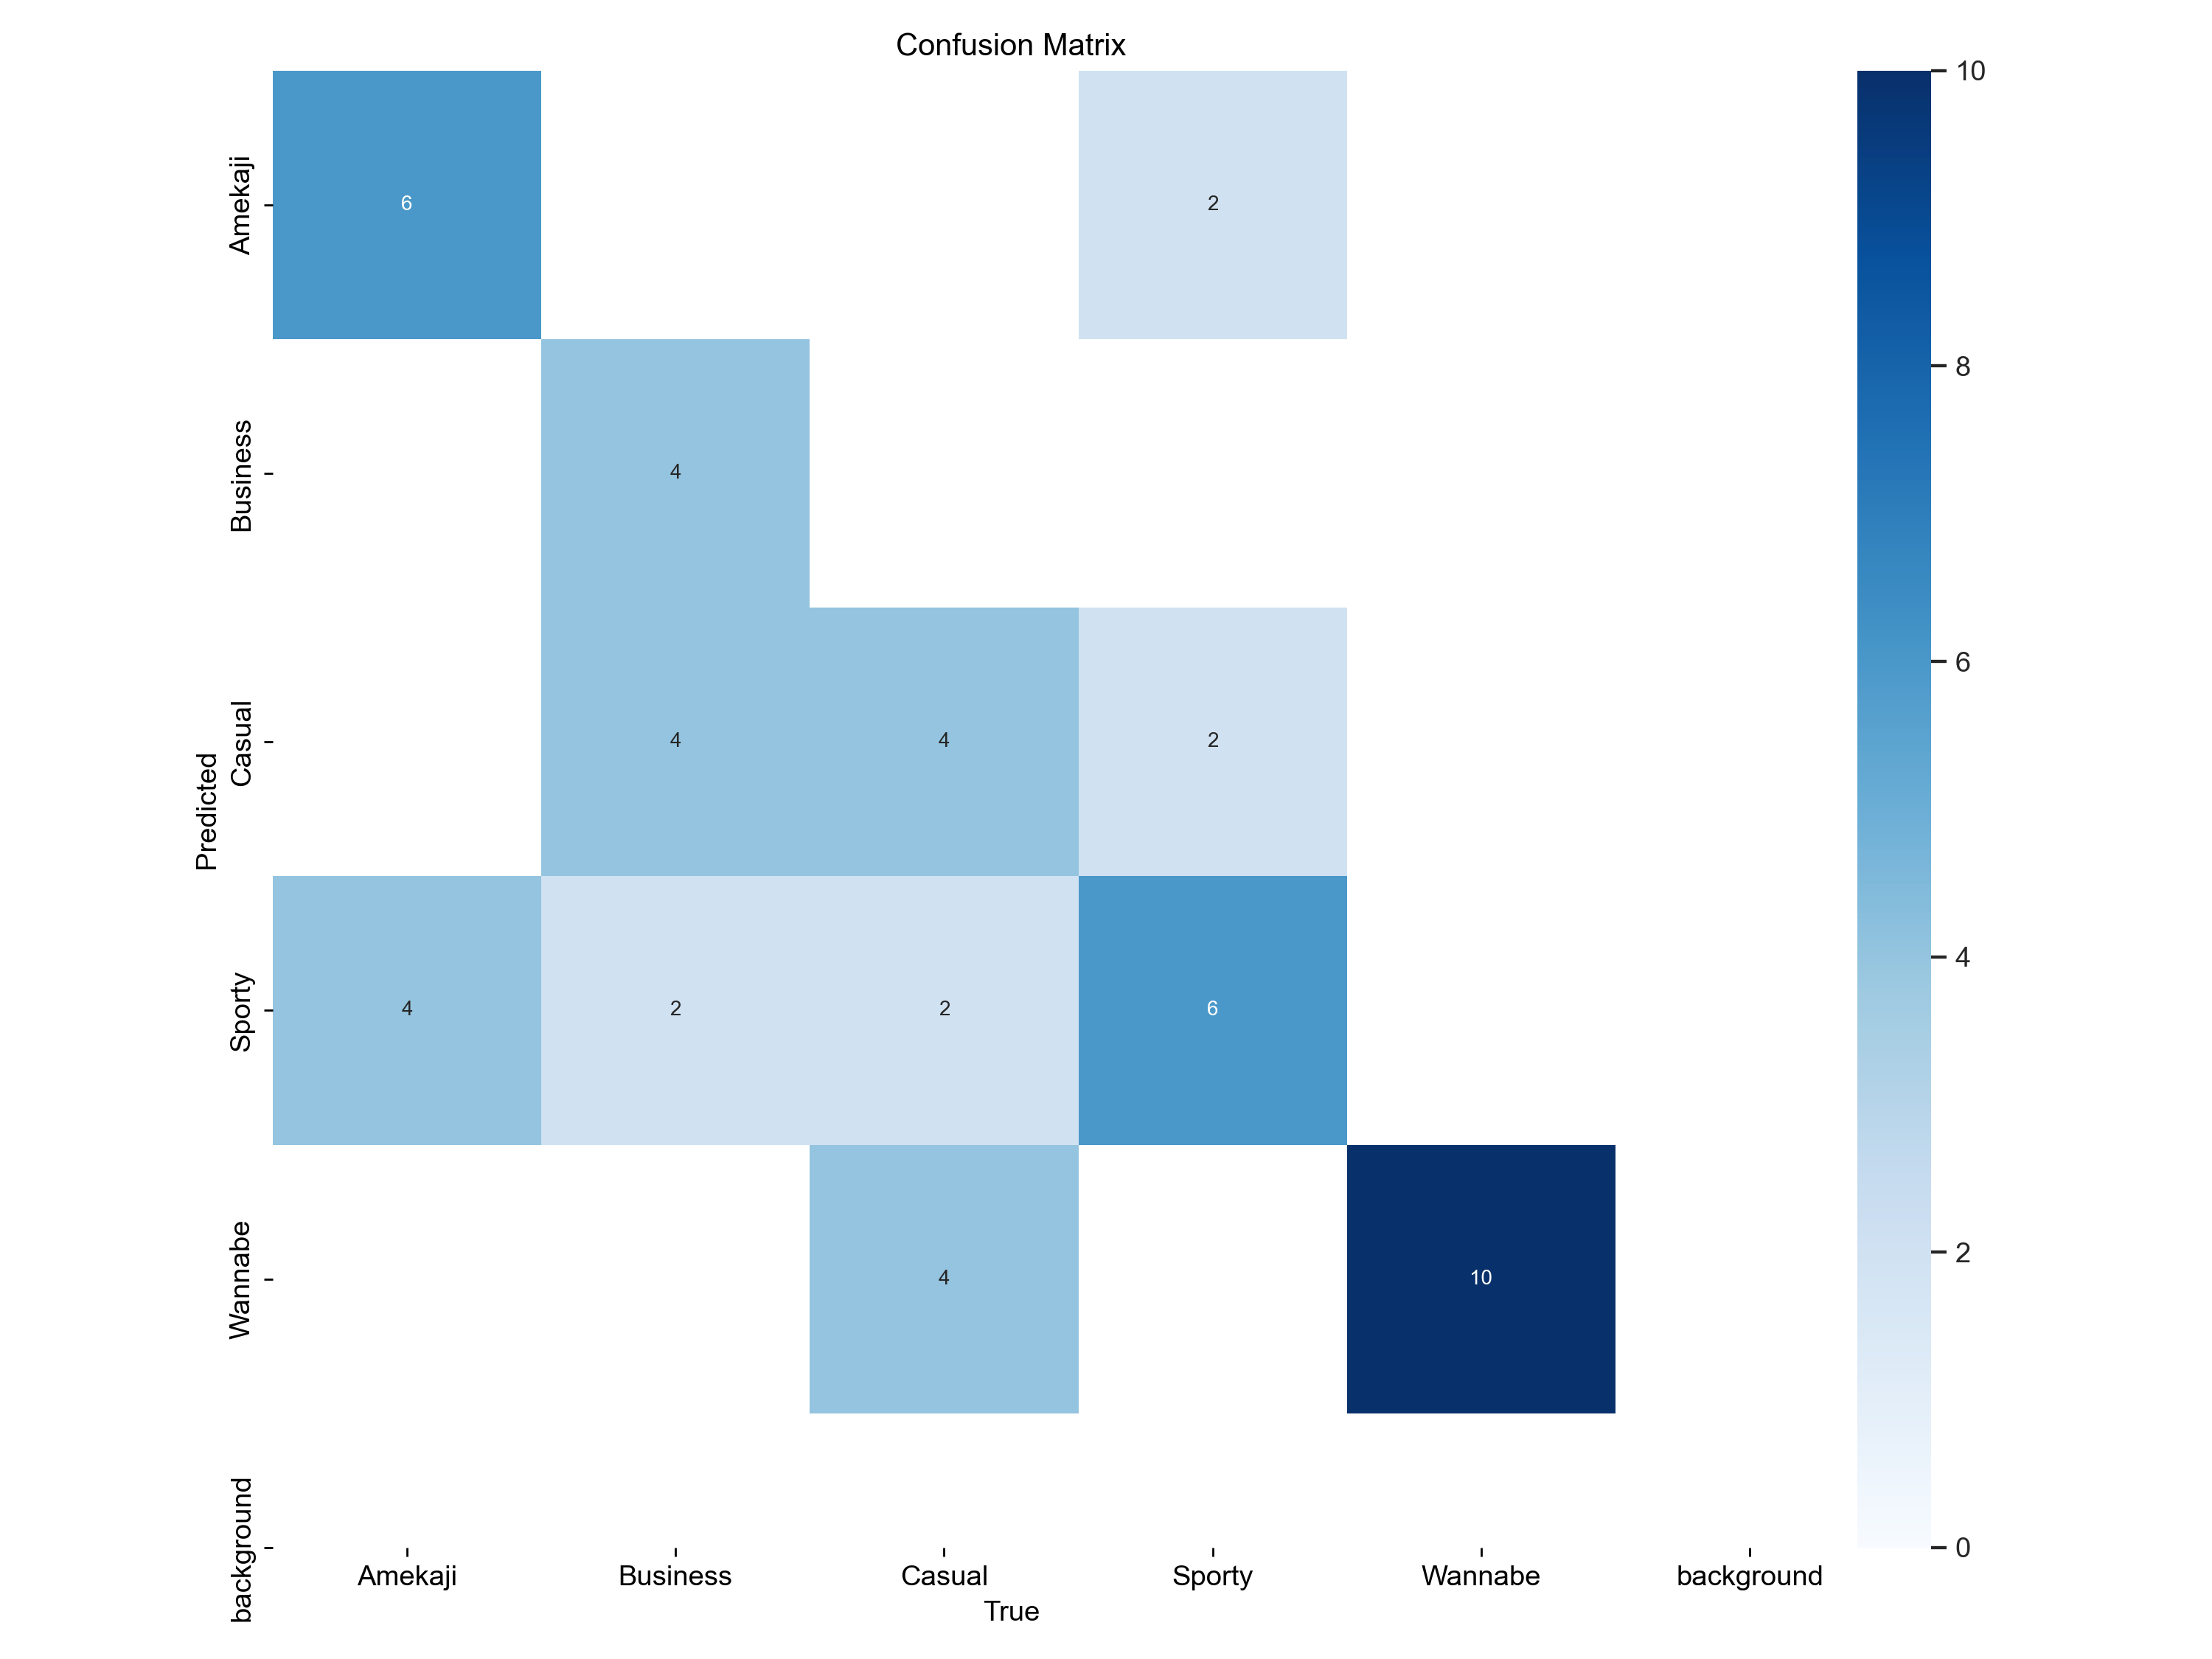 Confusion Matrix
Predicted
Amekaji
6
2
Business
4
Casual
4
4
2
Sporty
4
2
2
6
Wannabe
4
10
background
Amekaji
Business
Casual
Sporty
Wannabe
background
True
10
8
6
4
2
0